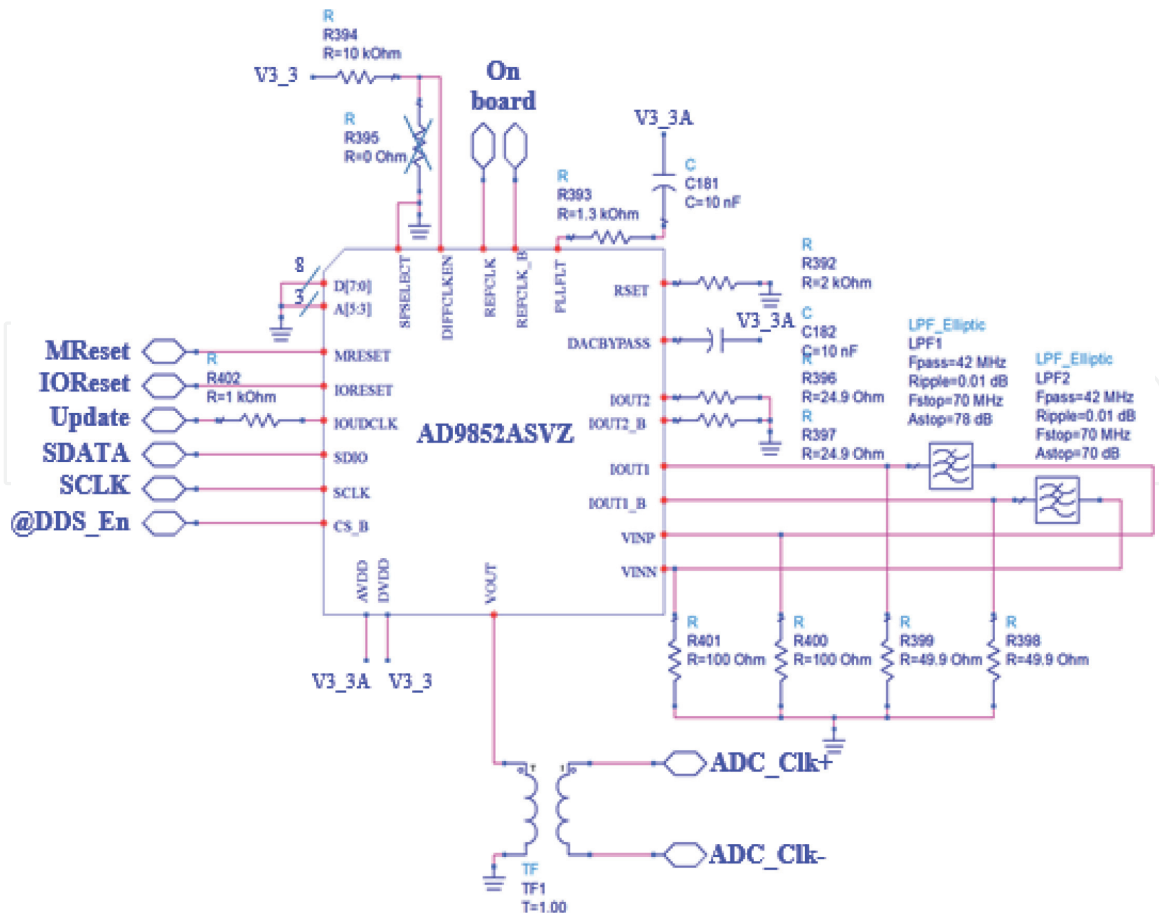 R
R394
R=10 kOhm
V3_3
On
board
R
R395
R=0 Ohm
V3_3A
C
C181
C=10 nF
R
R393
R=1.3 kOhm
8
3
D[7:0]
A[5:3]
SPSELECT
DIFFCLKEN
REFCLK
REFCLK_B
PLLFLT
RSET
R
R392
R=2 kOhm
DACBYPASS
V3_3A
C
C182
C=10 nF
MReset
MRESET
IOReset
IORESET
R
R402
R=1 kOhm
Update
IOUDCLK
SDATA
SDIO
SCLK
SCLK
@DDS_En
CS_B
AD9852ASVZ
IOUT2
IOUT2_B
R
R396
R=24.9 Ohm
R
R397
R=24.9 Ohm
LPF_Elliptic
LPF1
Fpass=42 MHz
Ripple=0.01 dB
Fstop=70 MHz
Astop=78 dB
LPF_Elliptic
LPF2
Fpass=42 MHz
Ripple=0.01 dB
Fstop=70 MHz
Astop=70 dB
IOUT1
IOUT1_B
VINP
VINN
AVDD
DVDD
VOUT
V3_3A
V3_3
R
R401
R=100 Ohm
R
R400
R=100 Ohm
R
R399
R=49.9 Ohm
R
R398
R=49.9 Ohm
T
1
ADC_Clk+
ADC_Clk-
TF
TF1
T=1.00